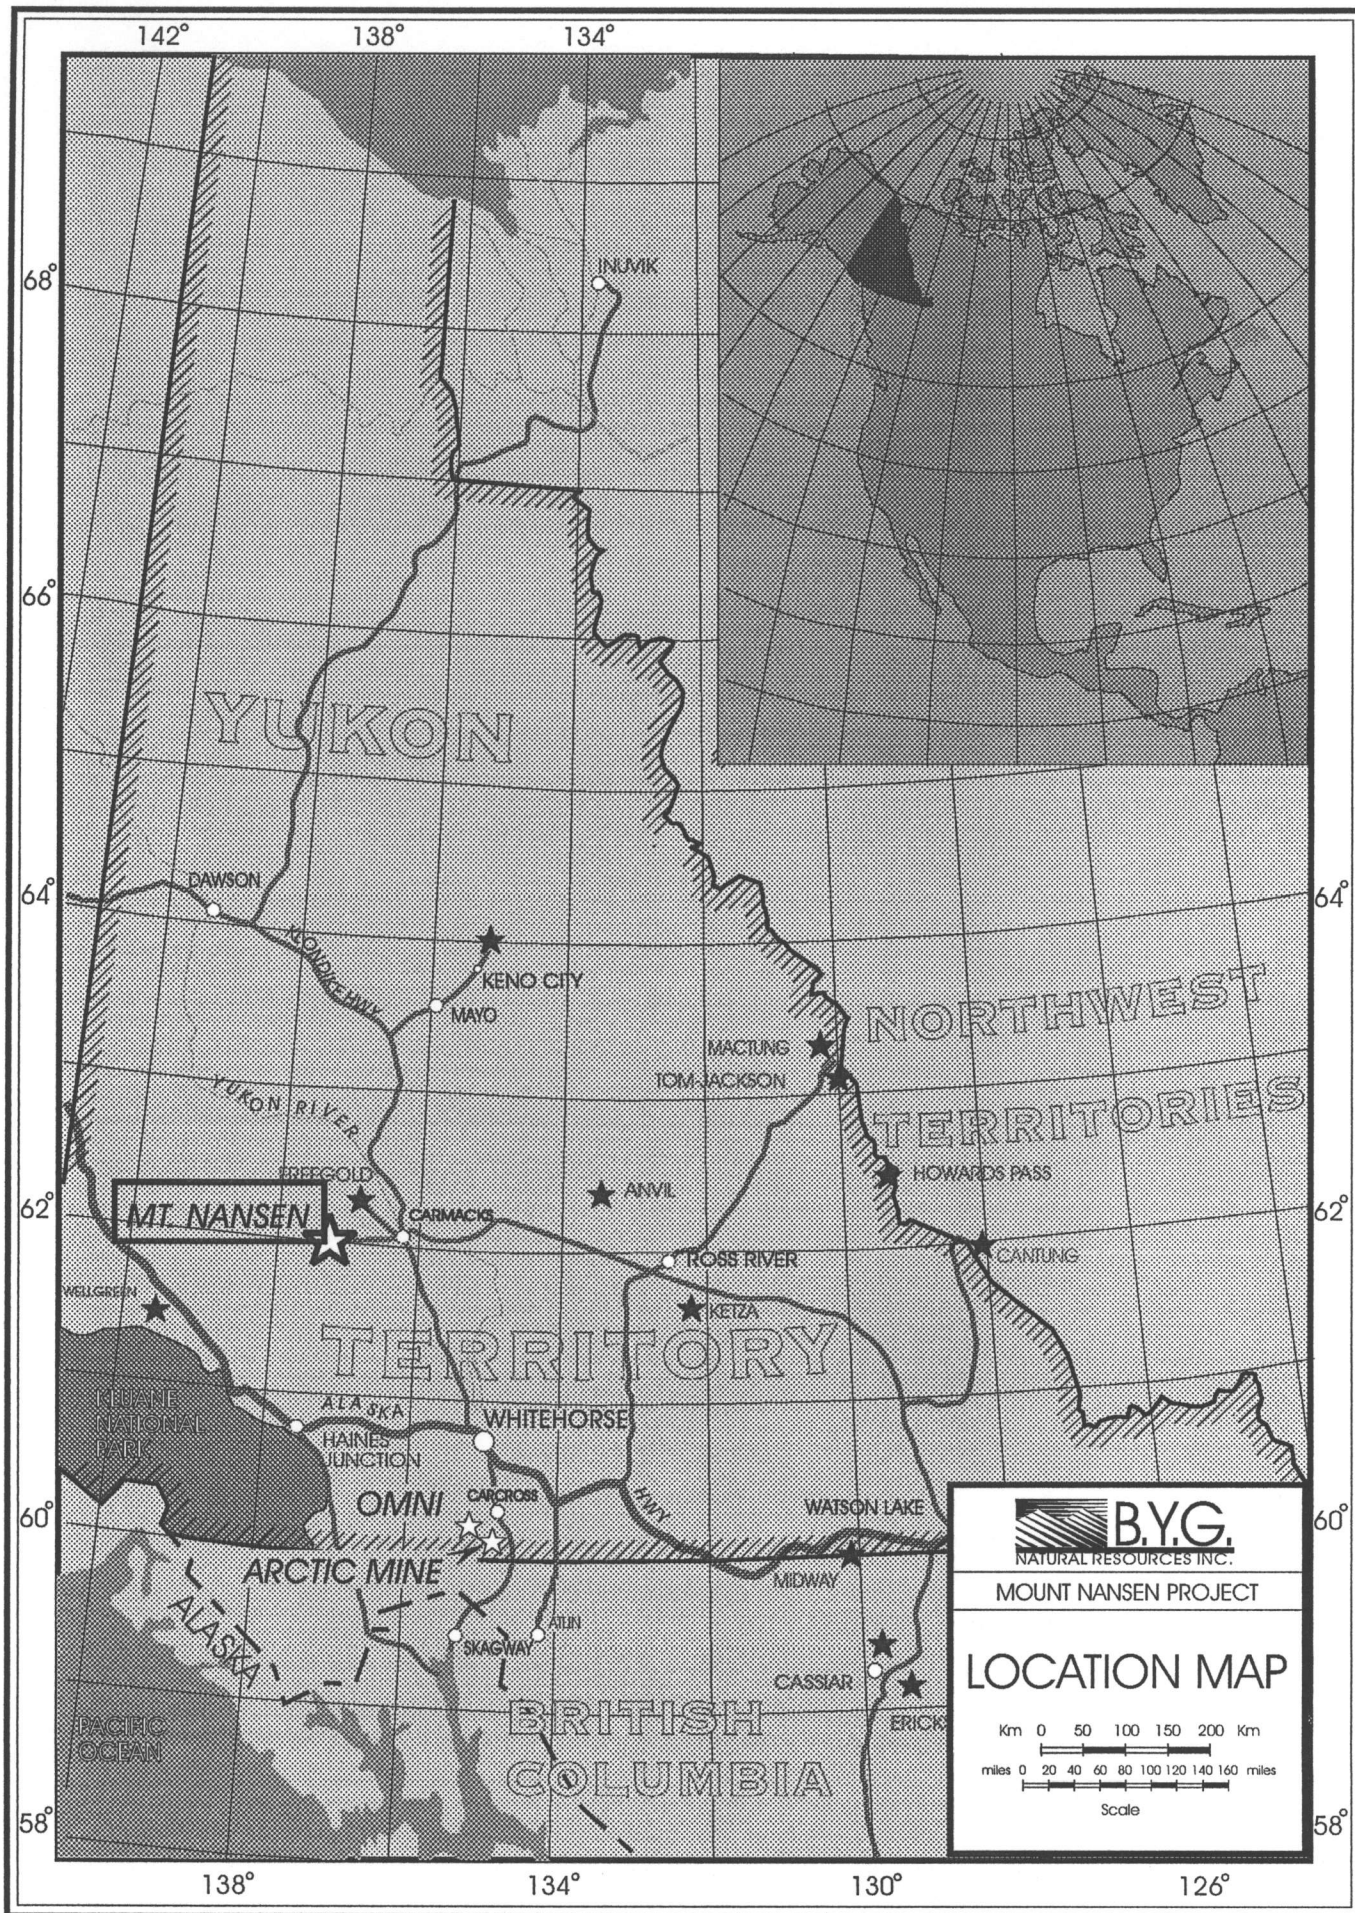 142° 138° 134°
INUVIK
68°
66°
YUKON
DAWSON
64° 64°
KLONDIKE HWY
KENO CITY
MAYO
NORTHWEST
MACTUNG
TOM-JACKSON
TERRITORIES
YUKON RIVER
FREEGOLD
HOWARDS PASS
ANVIL
62° 62°
MT. NANSEN
CARMACKS
CANTUNG
ROSS RIVER
WELLGREEN
KETZA
TERRITORY
KLUANE
NATIONAL
PARK
ALASKA
WHITEHORSE
HAINES
JUNCTION
OMNI
CARCROSS
HWY
WATSON LAKE
60° 60°
ARCTIC MINE
MIDWAY
ALASKA
ATLIN
SKAGWAY
CASSIAR
ERICK
BRITISH
COLUMBIA
PACIFIC
OCEAN
58° 58°
B.Y.G.
NATURAL RESOURCES INC.
MOUNT NANSEN PROJECT
LOCATION MAP
Km 0 50 100 150 200 Km
miles 0 20 40 60 80 100 120 140 160 miles
Scale
138° 134° 130° 126°